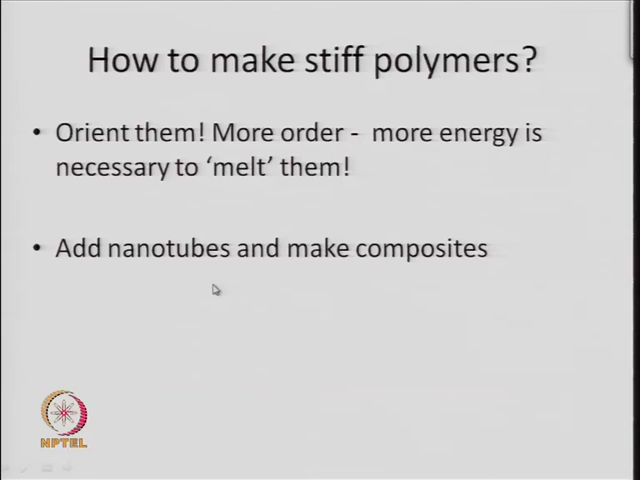 How to make stiff polymers?
• Orient them! More order - more energy is
necessary to ‘melt’ them!
• Add nanotubes and make composites
NPTEL